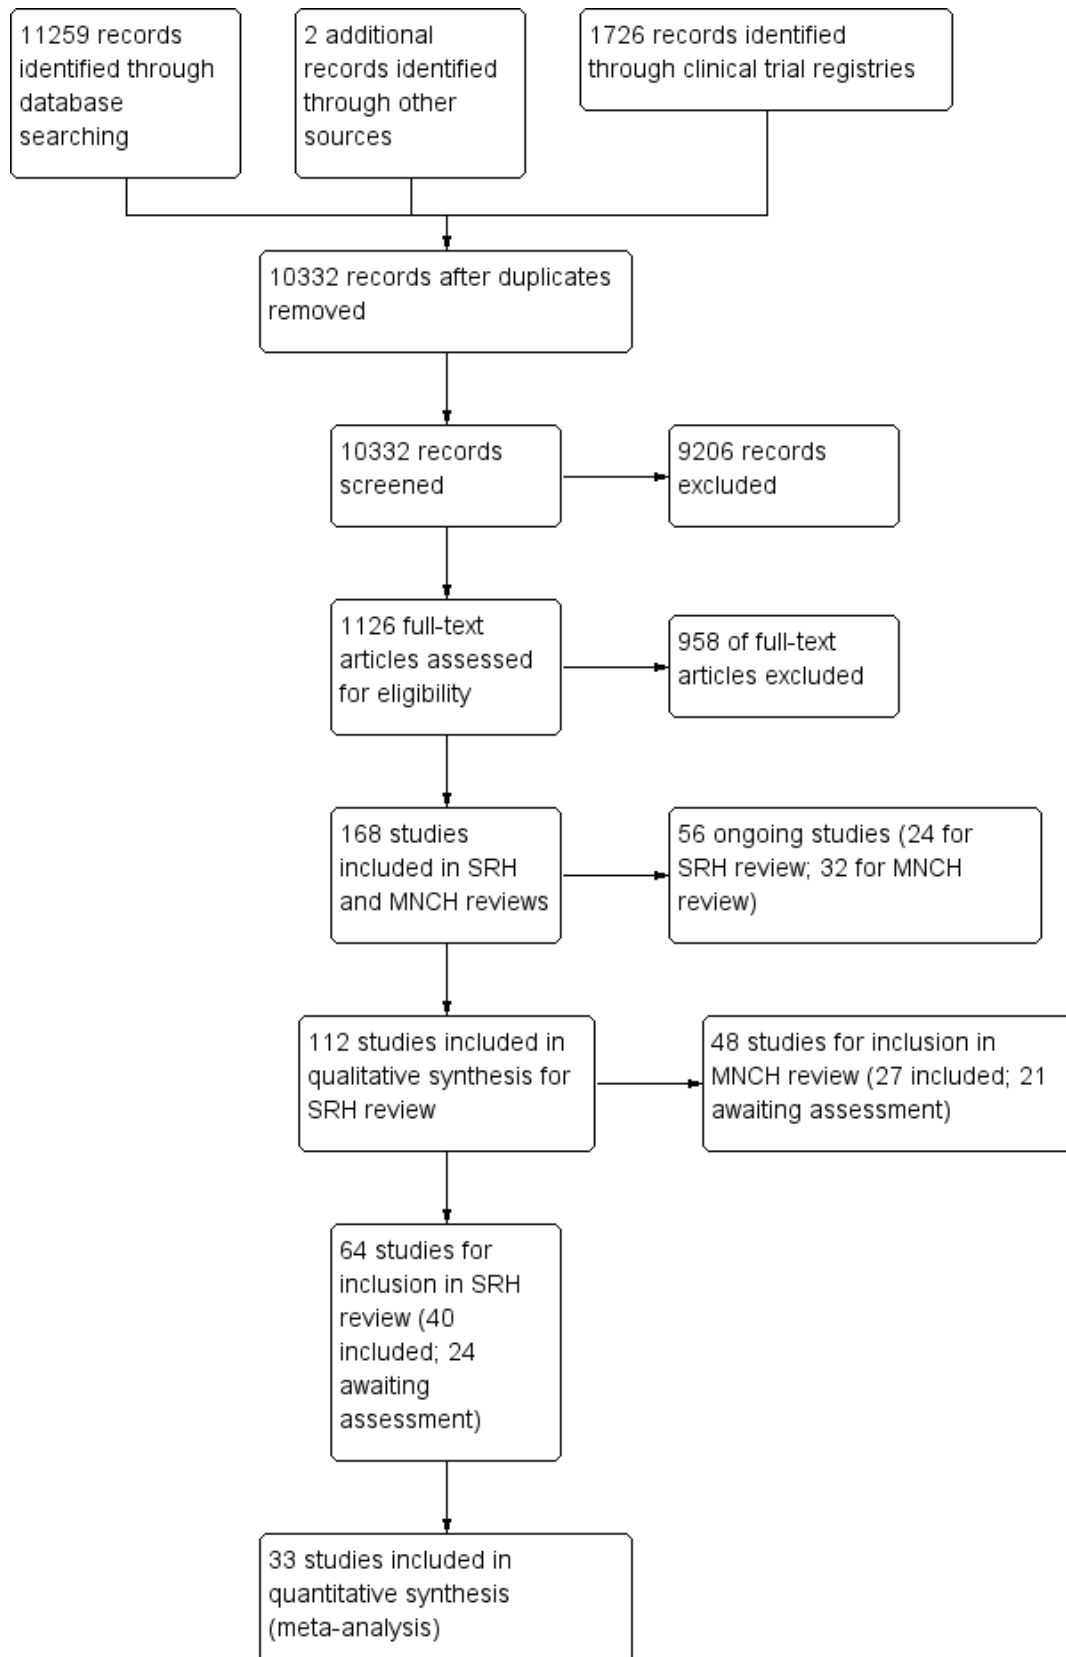 11259 records
identified through
database
searching
2 additional
records identified
through other
sources
1726 records identified
through clinical trial registries
10332 records after duplicates
removed
10332 records
screened
9206 records
excluded
1126 full-text
articles assessed
for eligibility
958 of full-text
articles excluded
168 studies
included in SRH
and MNCH reviews
56 ongoing studies (24 for
SRH review; 32 for MNCH
review)
112 studies included in
qualitative synthesis for
SRH review
48 studies for inclusion in
MNCH review (27 included; 21
awaiting assessment)
64 studies for
inclusion in SRH
review (40
included; 24
awaiting
assessment)
33 studies included in
quantitative synthesis
(meta-analysis)